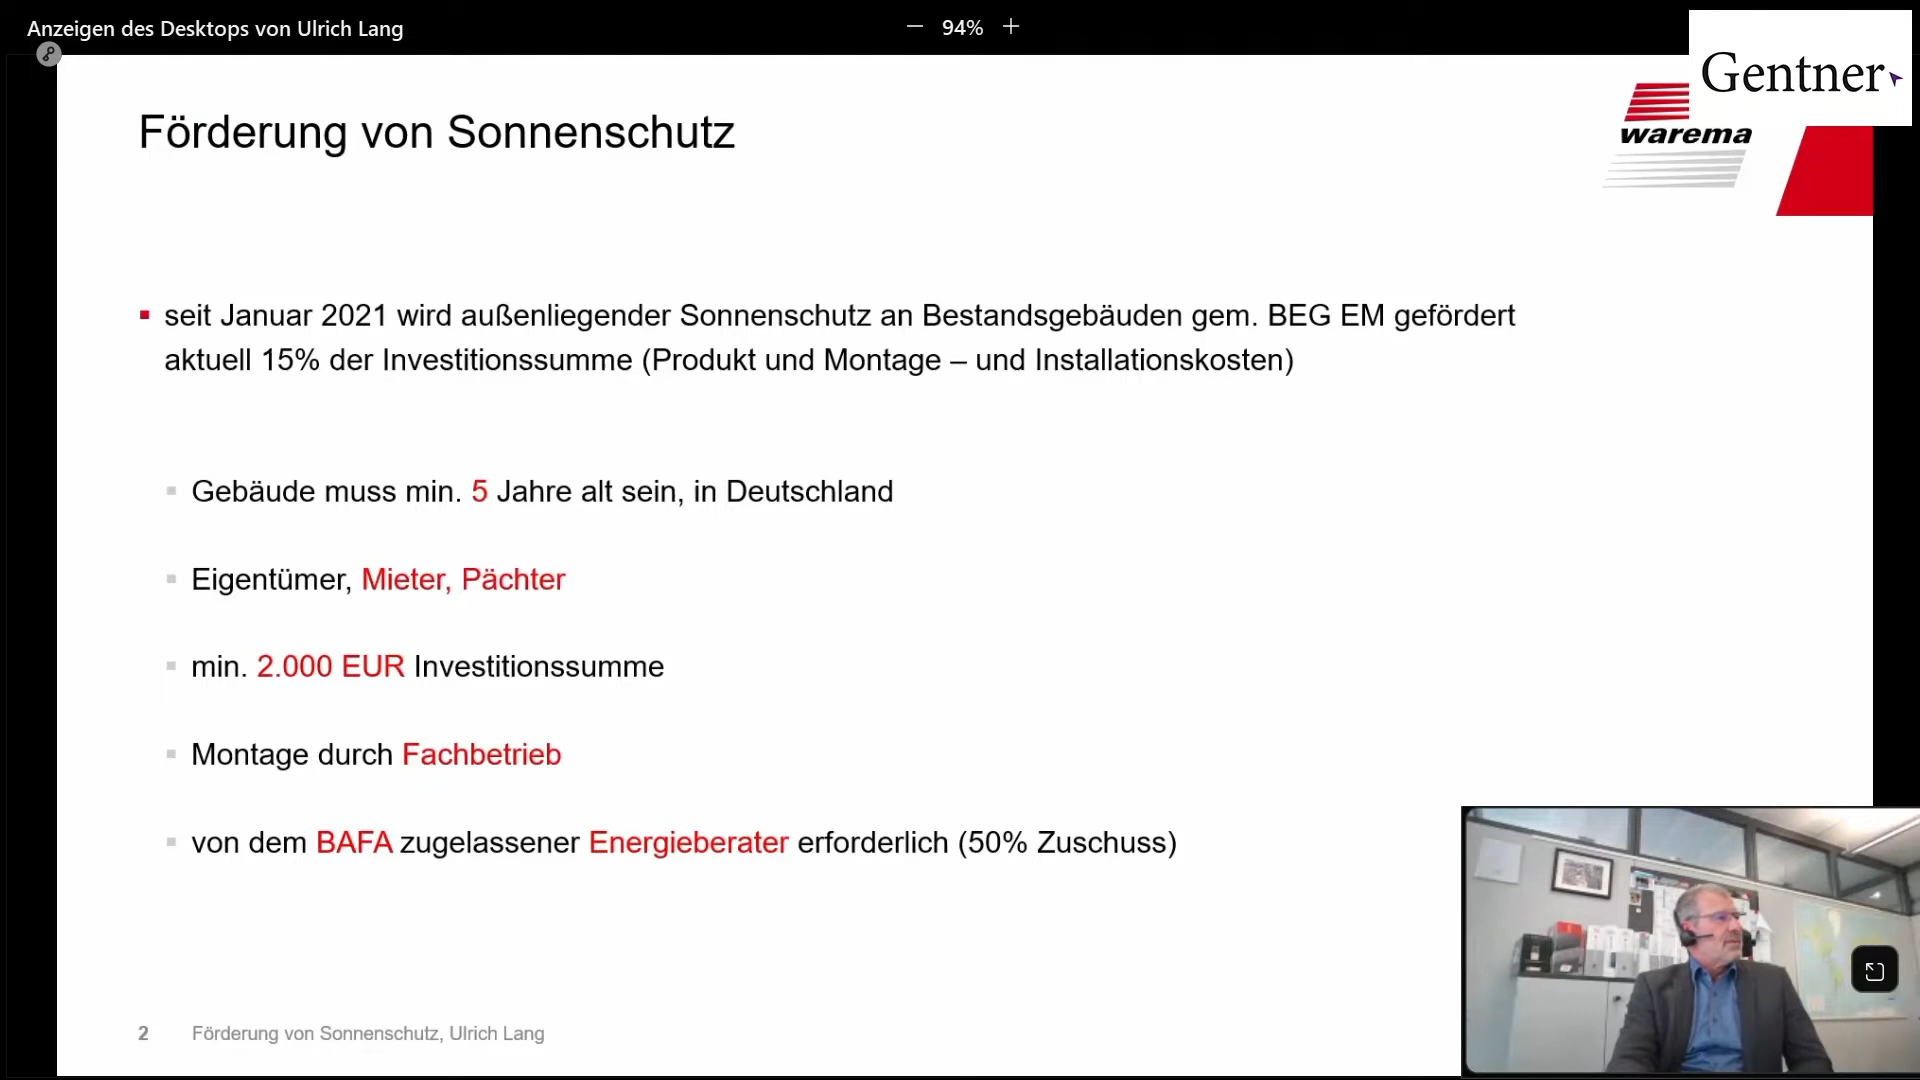 Anzeigen des Desktops von Ulrich Lang
94%
Gentner
warema
Förderung von Sonnenschutz
seit Januar 2021 wird außenliegender Sonnenschutz an Bestandsgebäuden gem. BEG EM gefördert
aktuell 15% der Investitionssumme (Produkt und Montage – und Installationskosten)
Gebäude muss min. 5 Jahre alt sein, in Deutschland
Eigentümer, Mieter, Pächter
min. 2.000 EUR Investitionssumme
Montage durch Fachbetrieb
von dem BAFA zugelassener Energieberater erforderlich (50% Zuschuss)
2 Förderung von Sonnenschutz, Ulrich Lang